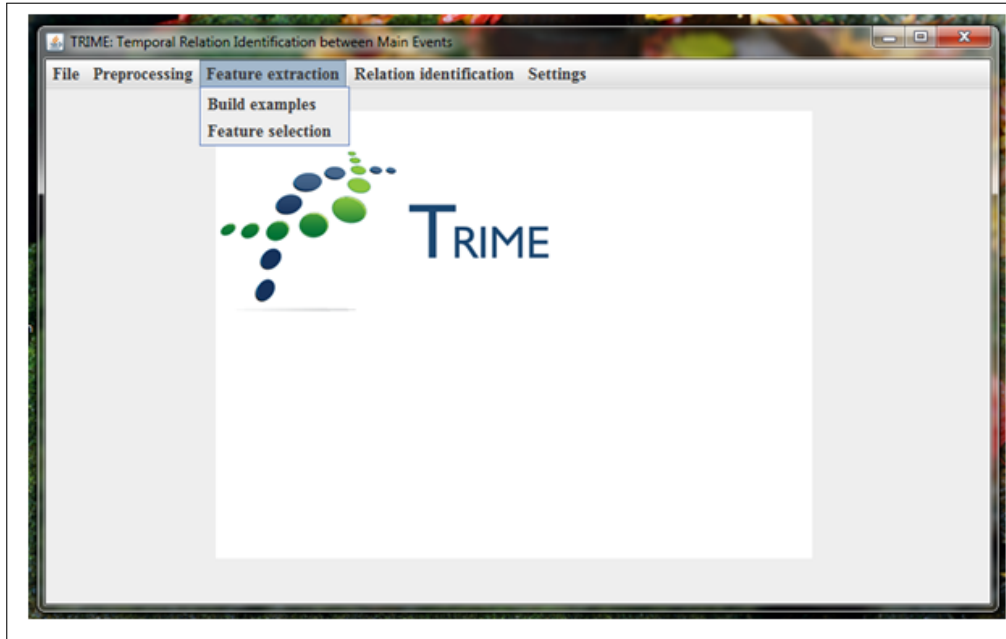 TRIME: Temporal Relation Identification between Main Events
File Preprocessing Feature extraction Relation identification Settings
Build examples
Feature selection
TRIME